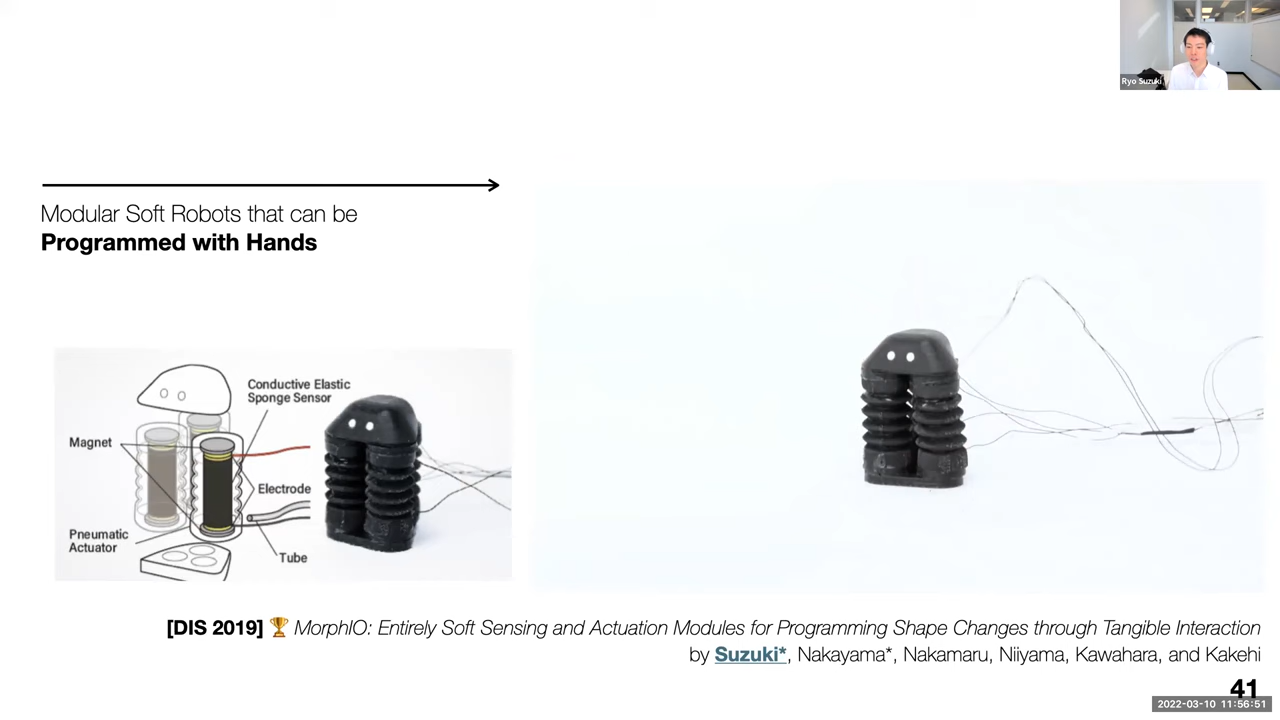 Ryo Suzuki
Modular Soft Robots that can be
Programmed with Hands
Conductive Elastic
Sponge Sensor
Magnet
Electrode
Pneumatic
Actuator
Tube
[DIS 2019] 🏆 MorphIO: Entirely Soft Sensing and Actuation Modules for Programming Shape Changes through Tangible Interaction
by Suzuki*, Nakayama*, Nakamaru, Niiyama, Kawahara, and Kakehi
41
2022-03-10 11:56:51